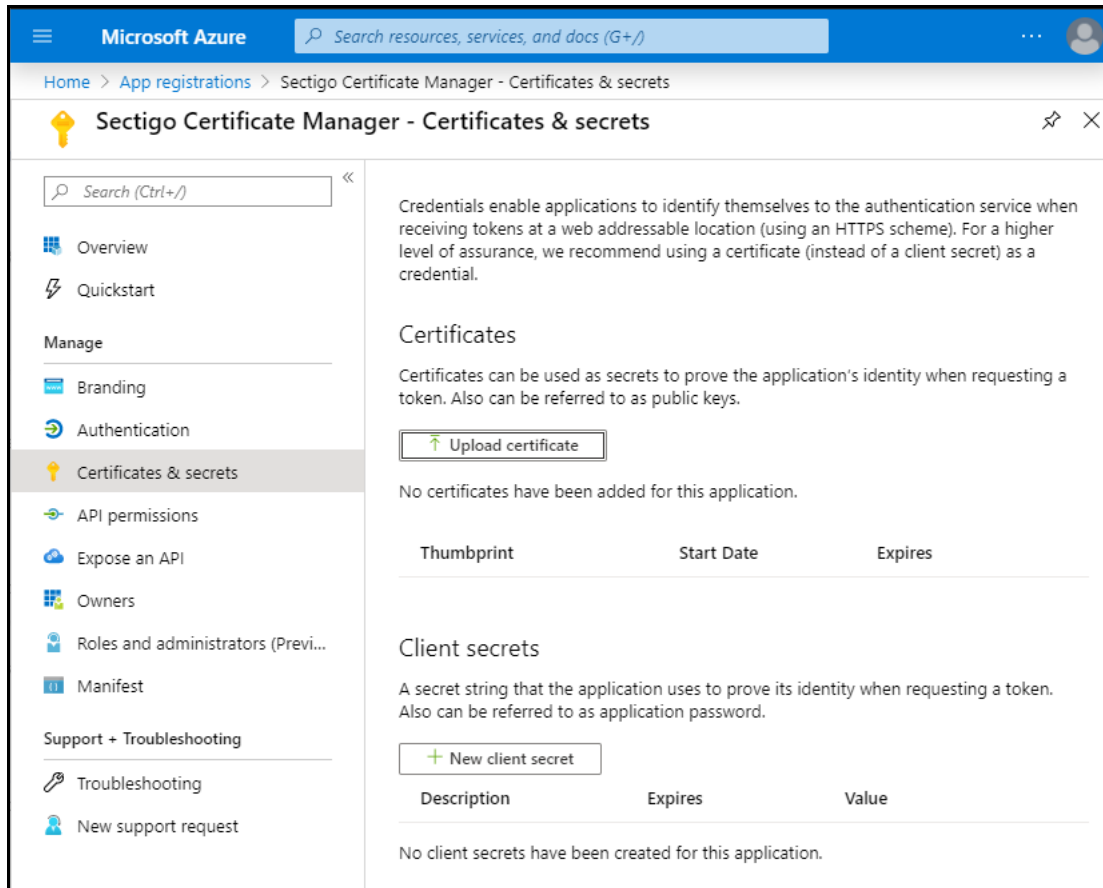 Microsoft Azure
Search resources, services, and docs (G+/)
...
Home > App registrations > Sectigo Certificate Manager - Certificates & secrets
Sectigo Certificate Manager - Certificates & secrets
Search (Ctrl+/)
«
Overview
Quickstart
Manage
Branding
Authentication
Certificates & secrets
API permissions
Expose an API
Owners
Roles and administrators (Previ...
Manifest
Support + Troubleshooting
Troubleshooting
New support request
Credentials enable applications to identify themselves to the authentication service when
receiving tokens at a web addressable location (using an HTTPS scheme). For a higher
level of assurance, we recommend using a certificate (instead of a client secret) as a
credential.
Certificates
Certificates can be used as secrets to prove the application's identity when requesting a
token. Also can be referred to as public keys.
Upload certificate
No certificates have been added for this application.
Thumbprint Start Date Expires
Client secrets
A secret string that the application uses to prove its identity when requesting a token.
Also can be referred to as application password.
New client secret
Description Expires Value
No client secrets have been created for this application.